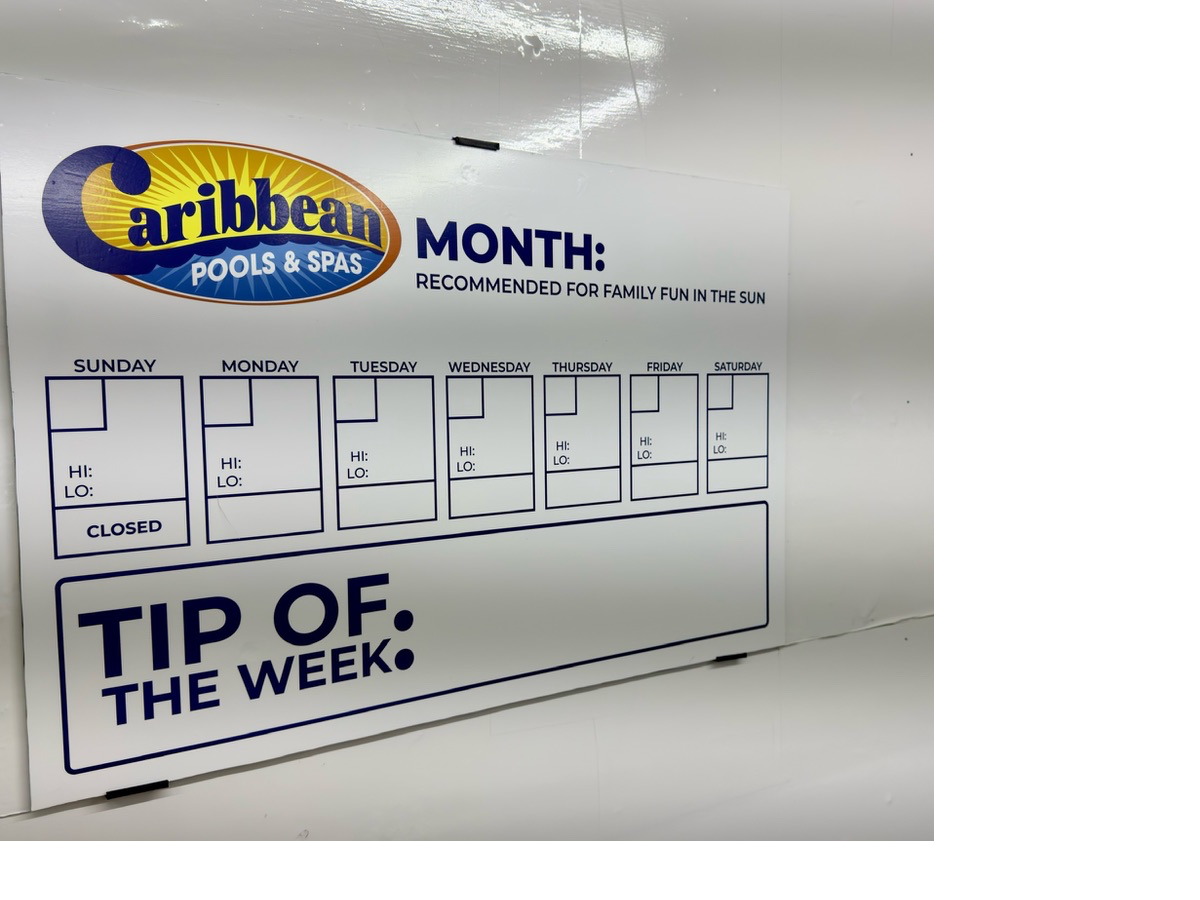 Caribbean
POOLS & SPAS
MONTH:
RECOMMENDED FOR FAMILY FUN IN THE SUN
SUNDAY MONDAY TUESDAY WEDNESDAY THURSDAY FRIDAY SATURDAY
HI: HI: HI: HI: HI: HI: HI:
LO: LO: LO: LO: LO: LO: LO:
CLOSED
TIP OF
THE WEEK: